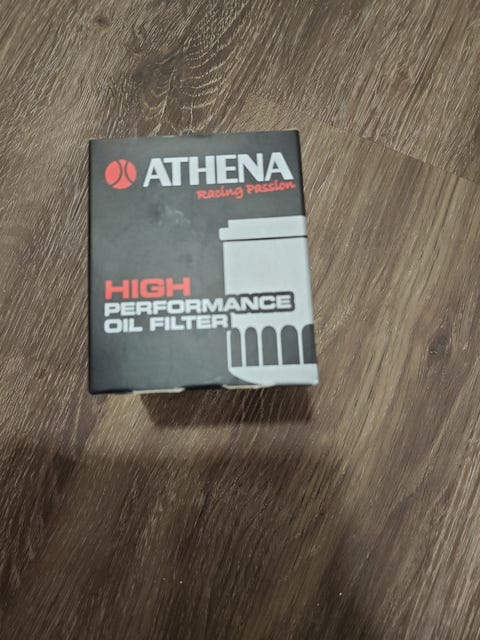 ATHENA
Racing Passion
HIGH
PERFORMANCE
OIL FILTER